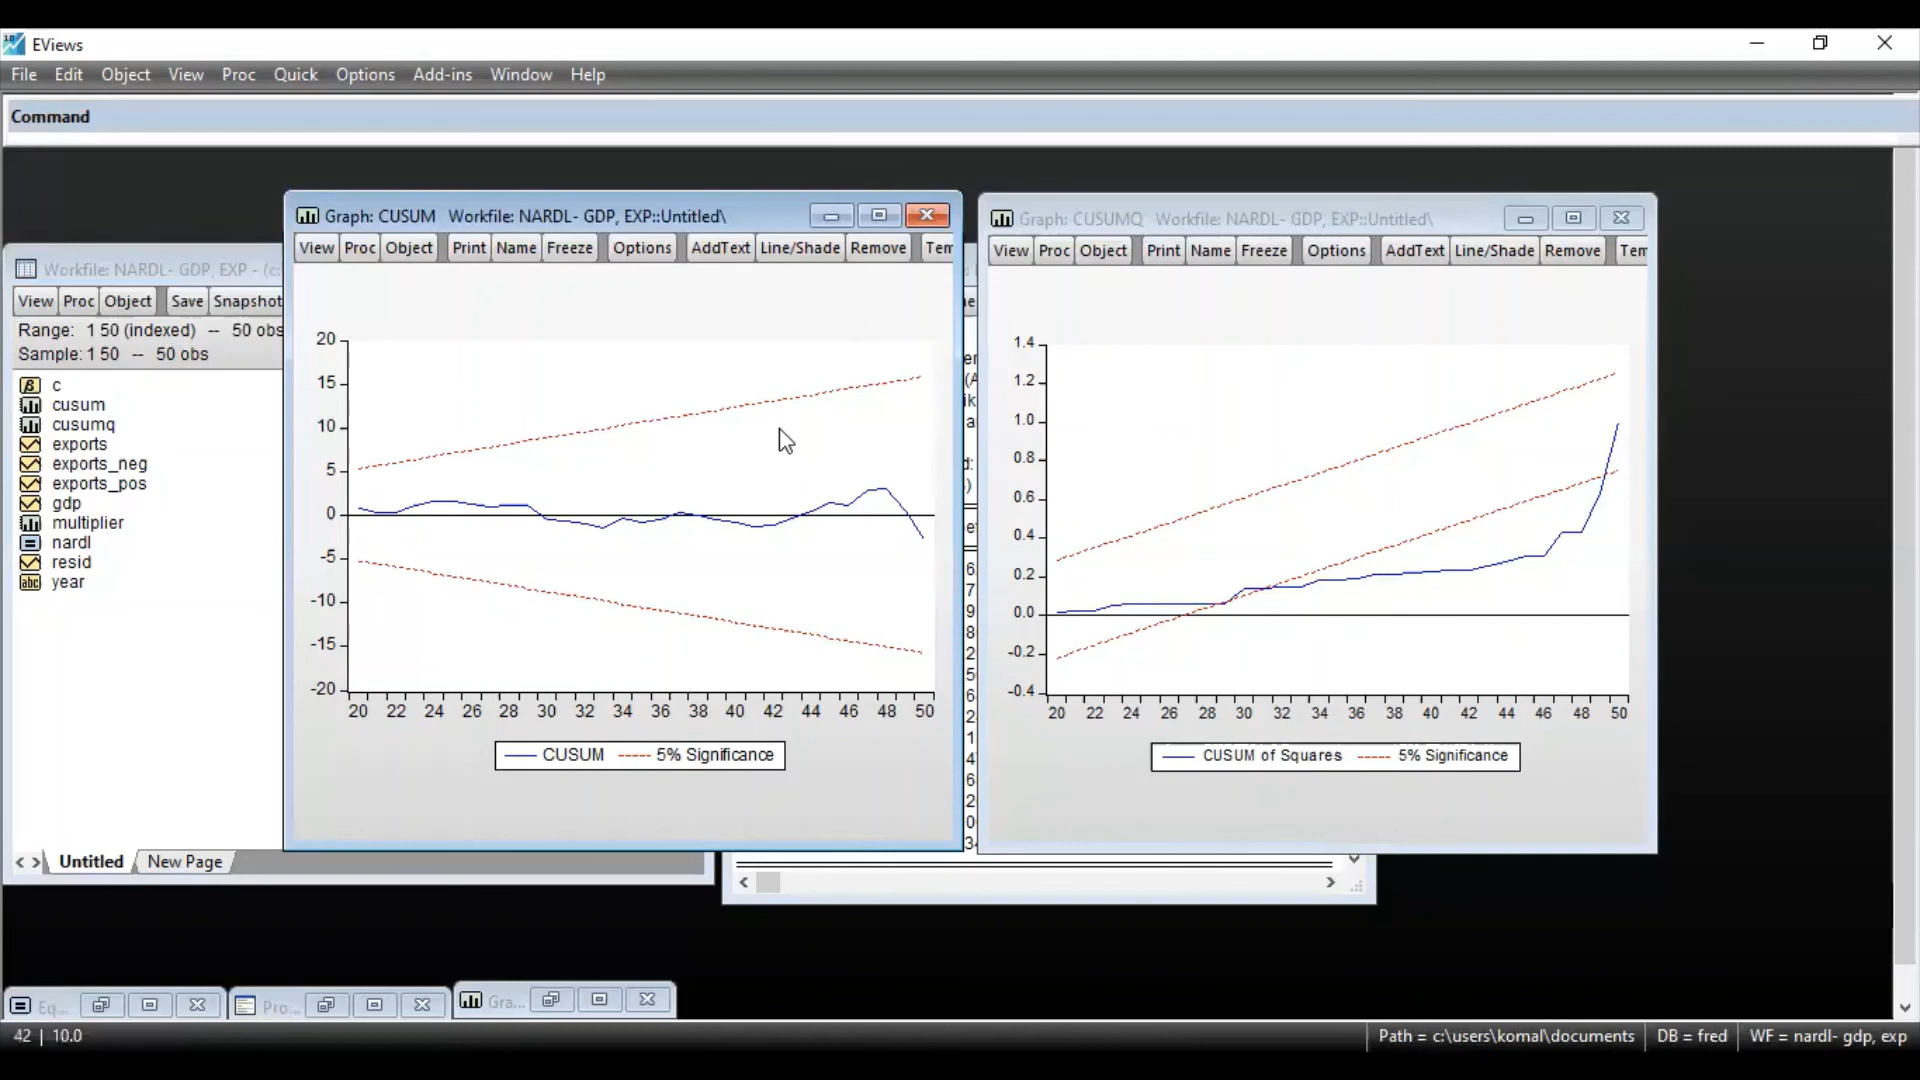 EViews
File Edit Object View Proc Quick Options Add-ins Window Help
Command
Workfile: NARDL- GDP, EXP - (c:
View Proc Object Save Snapshot
Range: 1 50 (indexed) -- 50 obs
Sample: 1 50 -- 50 obs
c
cusum
cusumq
exports
exports_neg
exports_pos
gdp
multiplier
nardl
resid
year
Untitled New Page
Graph: CUSUM Workfile: NARDL- GDP, EXP::Untitled\
View Proc Object Print Name Freeze Options AddText Line/Shade Remove Tem
20
15
10
5
0
-5
-10
-15
-20
20 22 24 26 28 30 32 34 36 38 40 42 44 46 48 50
CUSUM 5% Significance
Graph: CUSUMQ Workfile: NARDL- GDP, EXP::Untitled\
View Proc Object Print Name Freeze Options AddText Line/Shade Remove Tem
1.4
1.2
1.0
0.8
0.6
0.4
0.2
0.0
-0.2
-0.4
20 22 24 26 28 30 32 34 36 38 40 42 44 46 48 50
CUSUM of Squares 5% Significance
Eq... Pro... Gra...
42 | 10.0
Path = c:\users\komal\documents DB = fred WF = nardl- gdp, exp